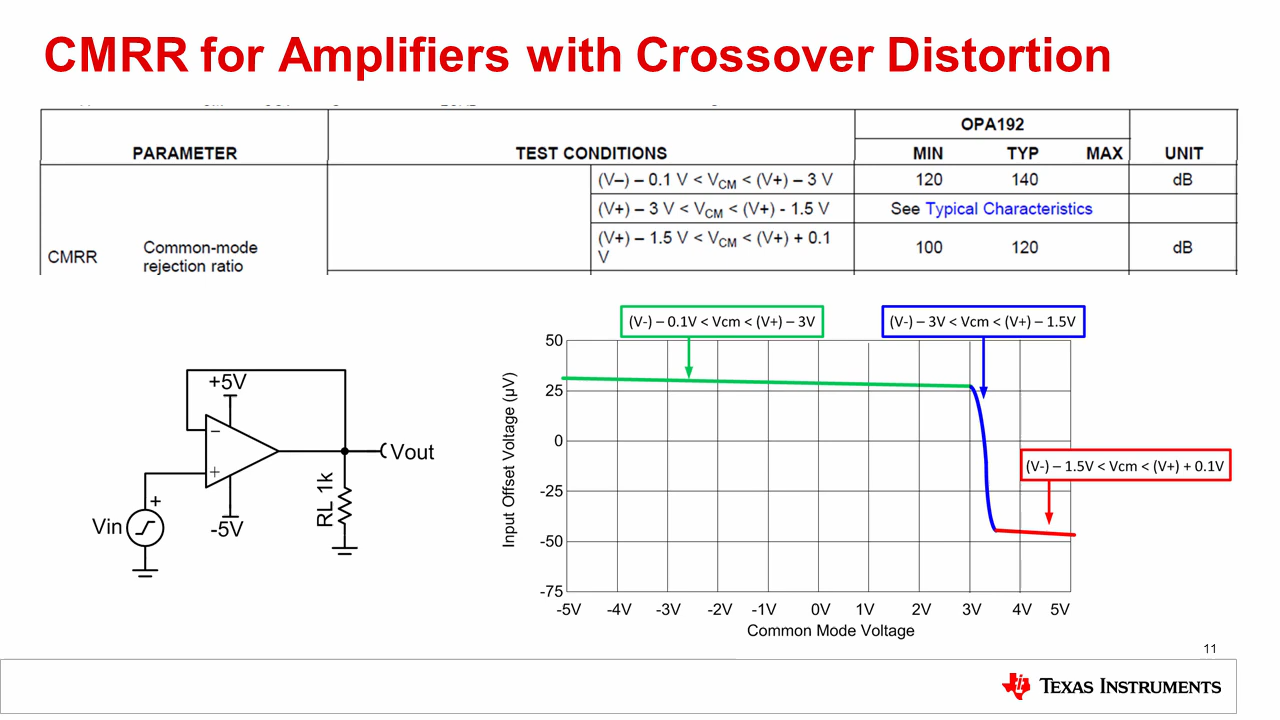 CMRR for Amplifiers with Crossover Distortion
PARAMETER
TEST CONDITIONS
OPA192
MIN TYP MAX
UNIT
(V–) – 0.1 V < VCM < (V+) – 3 V
120 140 dB
(V+) – 3 V < VCM < (V+) - 1.5 V
See Typical Characteristics
CMRR
Common-mode
rejection ratio
(V+) – 1.5 V < VCM < (V+) + 0.1
V
100 120 dB
+5V
–
+
Vout
RL 1k
Vin
+
-5V
(V-) – 0.1V < Vcm < (V+) – 3V
(V-) – 3V < Vcm < (V+) – 1.5V
(V-) – 1.5V < Vcm < (V+) + 0.1V
Input Offset Voltage (µV)
50
25
0
-25
-50
-75
-5V -4V -3V -2V -1V 0V 1V 2V 3V 4V 5V
Common Mode Voltage
11
TEXAS INSTRUMENTS